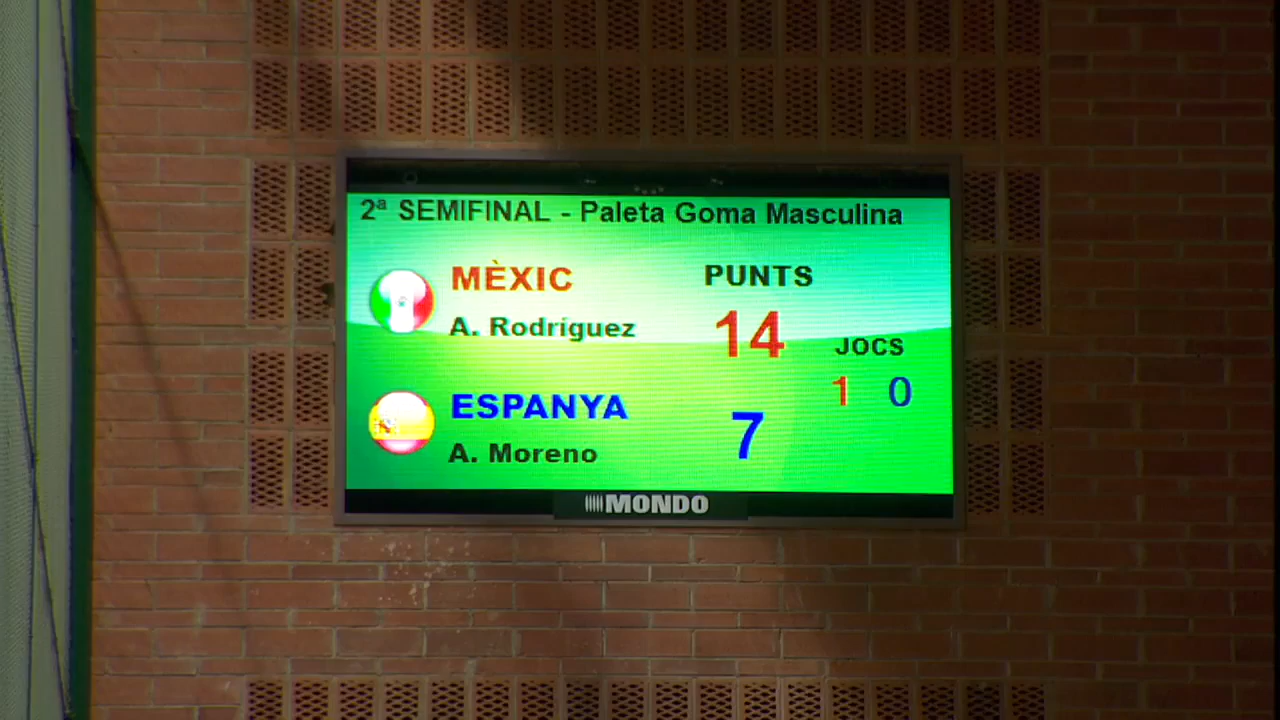 2ª SEMIFINAL - Paleta Goma Masculina
MÈXIC
PUNTS
A. Rodríguez
14
JOCS
1 0
ESPANYA
7
A. Moreno
MONDO